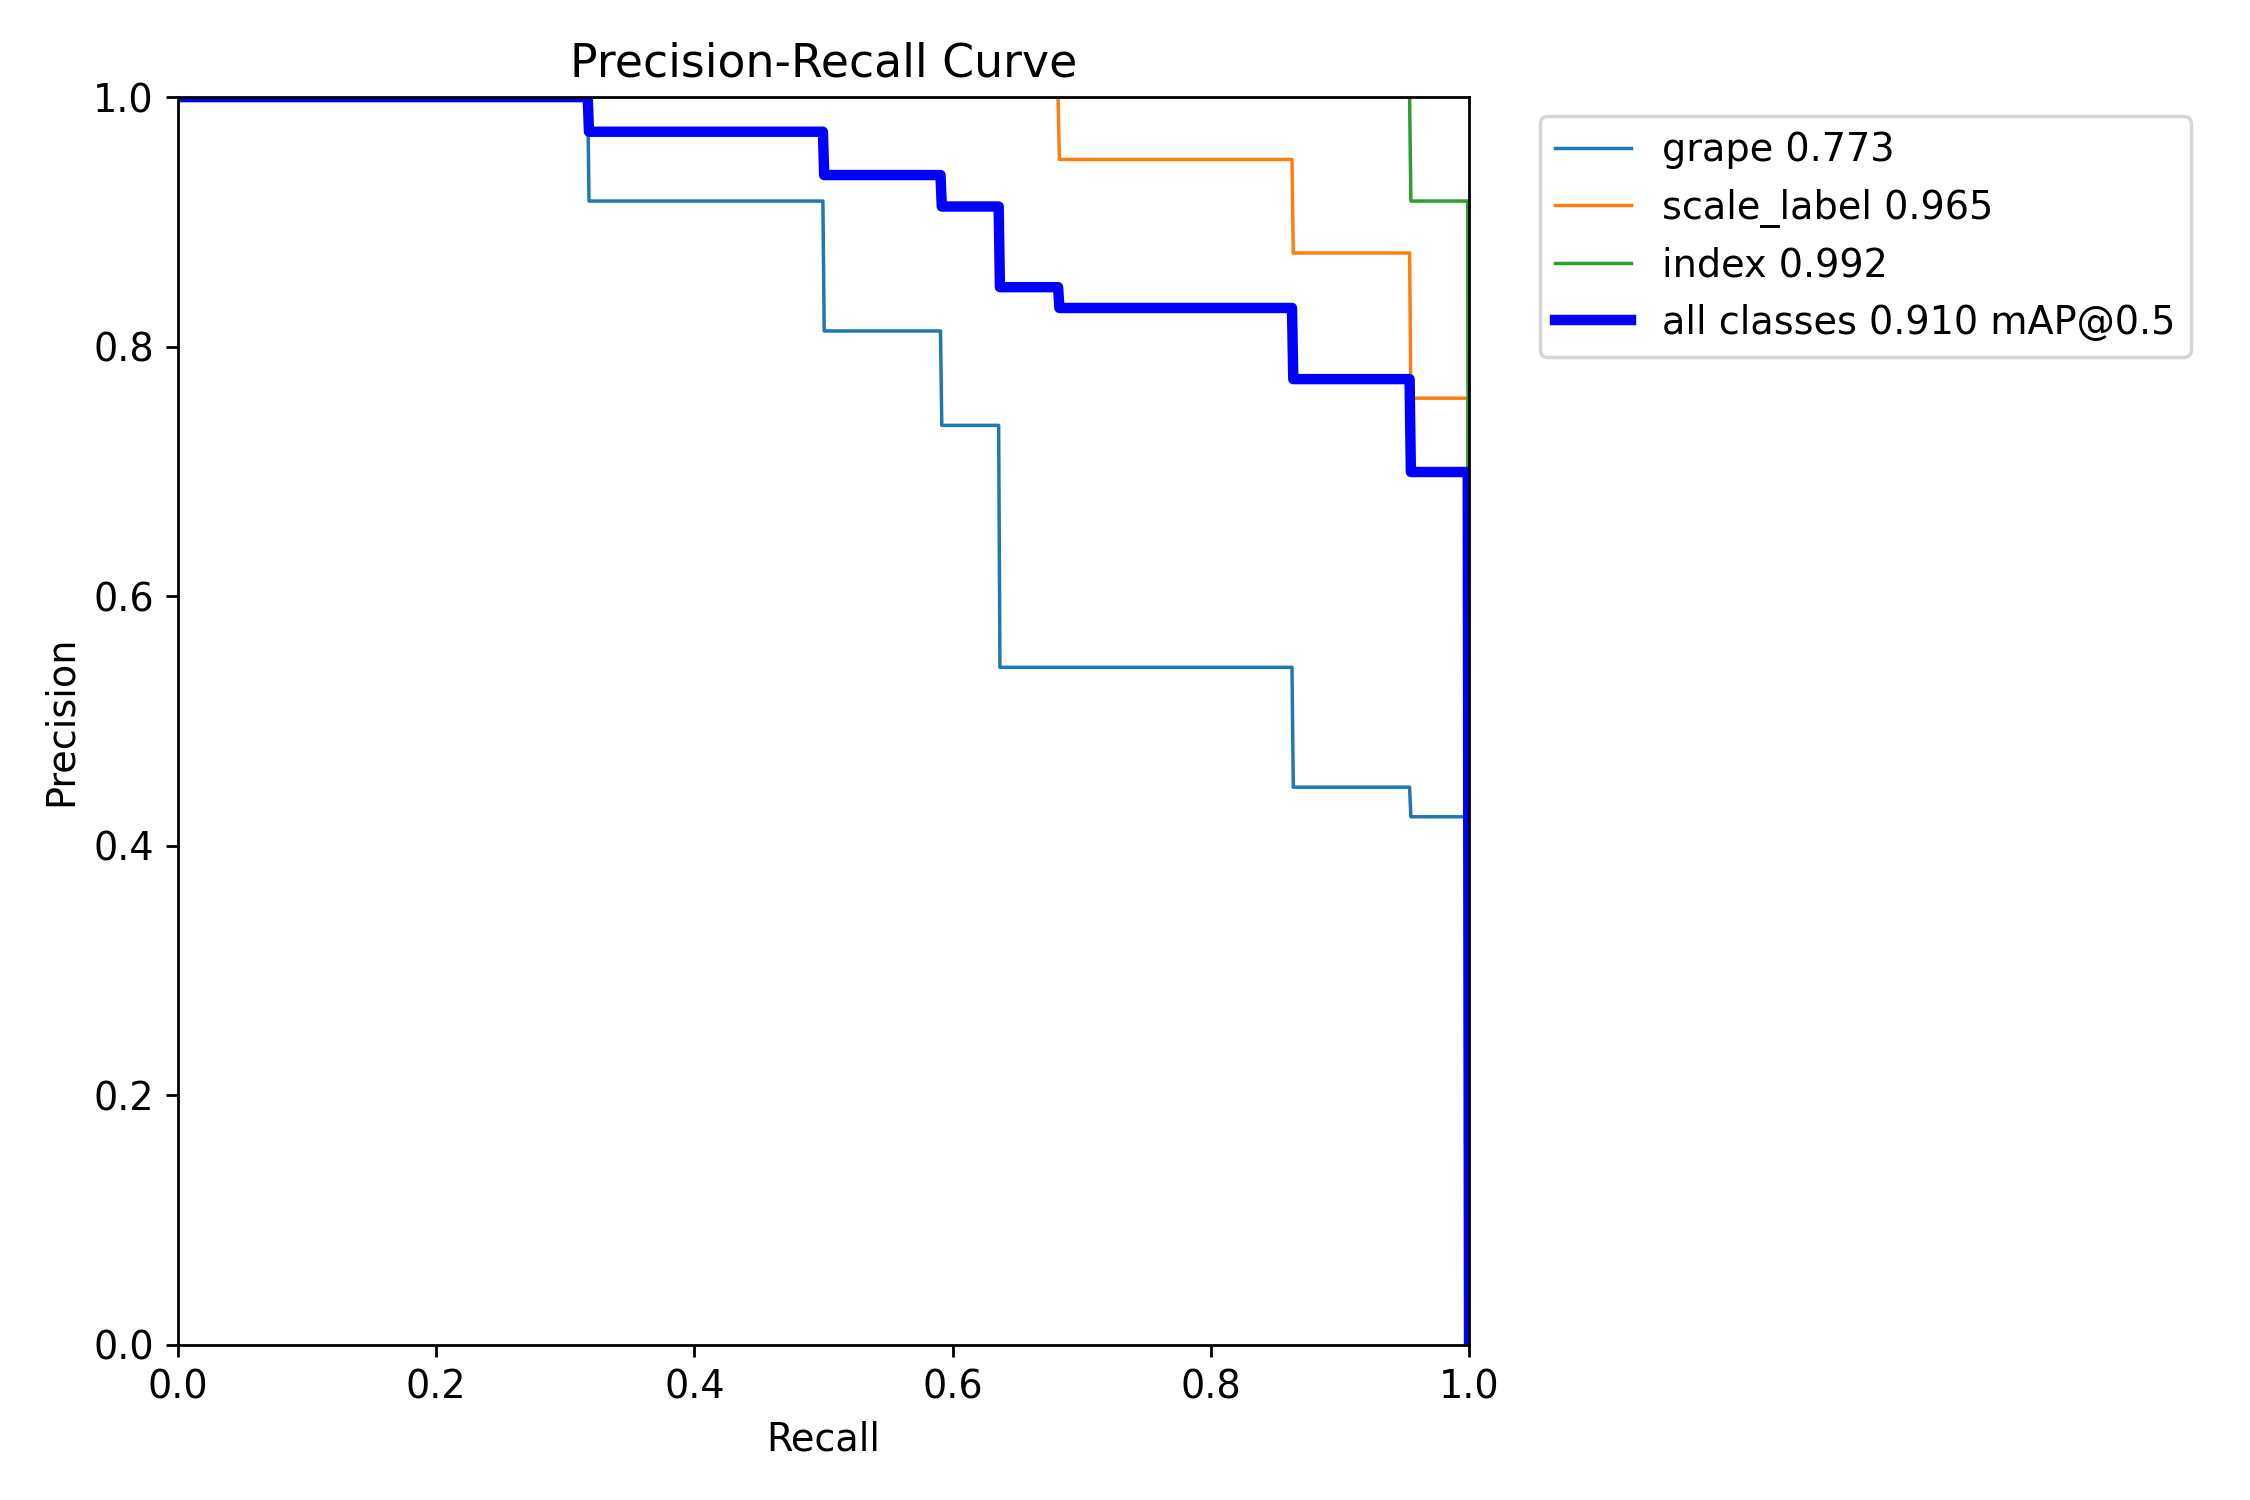 Precision-Recall Curve
1.0
0.8
0.6
0.4
0.2
0.0
Precision
0.0 0.2 0.4 0.6 0.8 1.0
Recall
grape 0.773
scale_label 0.965
index 0.992
all classes 0.910 mAP@0.5